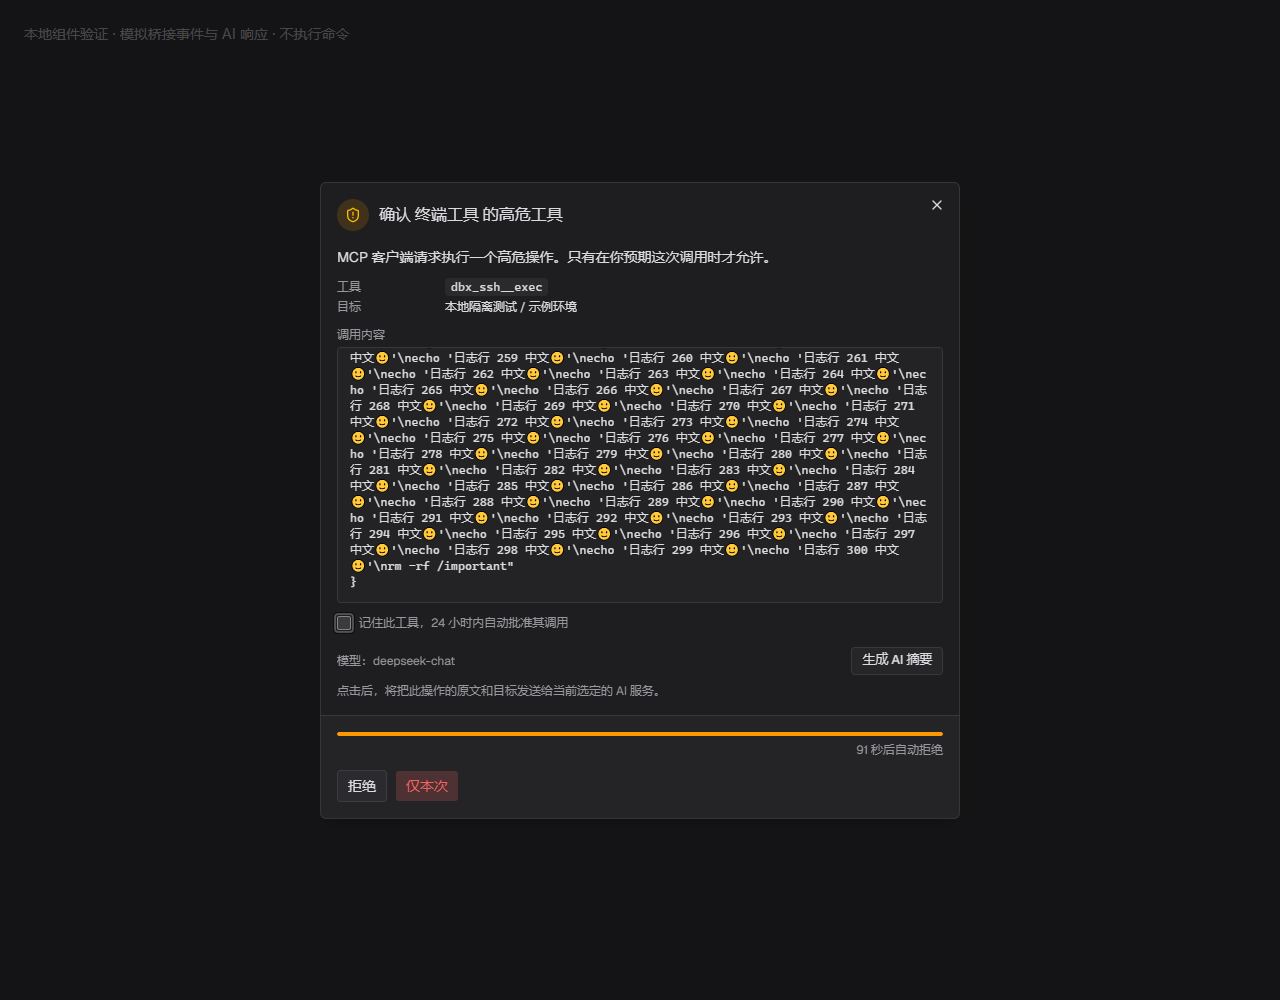 本地组件验证 · 模拟桥接事件与 AI 响应 · 不执行命令
确认 终端工具 的高危工具
MCP 客户端请求执行一个高危操作。只有在你预期这次调用时才允许。
工具 dbx_ssh__exec
目标 本地隔离测试 / 示例环境
调用内容
中文🙂'\necho '日志行 259 中文🙂'\necho '日志行 260 中文🙂'\necho '日志行 261 中文
🙂'\necho '日志行 262 中文🙂'\necho '日志行 263 中文🙂'\necho '日志行 264 中文🙂'\nec
ho '日志行 265 中文🙂'\necho '日志行 266 中文🙂'\necho '日志行 267 中文🙂'\necho '日志
行 268 中文🙂'\necho '日志行 269 中文🙂'\necho '日志行 270 中文🙂'\necho '日志行 271
中文🙂'\necho '日志行 272 中文🙂'\necho '日志行 273 中文🙂'\necho '日志行 274 中文
🙂'\necho '日志行 275 中文🙂'\necho '日志行 276 中文🙂'\necho '日志行 277 中文🙂'\nec
ho '日志行 278 中文🙂'\necho '日志行 279 中文🙂'\necho '日志行 280 中文🙂'\necho '日志
行 281 中文🙂'\necho '日志行 282 中文🙂'\necho '日志行 283 中文🙂'\necho '日志行 284
中文🙂'\necho '日志行 285 中文🙂'\necho '日志行 286 中文🙂'\necho '日志行 287 中文
🙂'\necho '日志行 288 中文🙂'\necho '日志行 289 中文🙂'\necho '日志行 290 中文🙂'\nec
ho '日志行 291 中文🙂'\necho '日志行 292 中文🙂'\necho '日志行 293 中文🙂'\necho '日志
行 294 中文🙂'\necho '日志行 295 中文🙂'\necho '日志行 296 中文🙂'\necho '日志行 297
中文🙂'\necho '日志行 298 中文🙂'\necho '日志行 299 中文🙂'\necho '日志行 300 中文
🙂'\nrm -rf /important"
}
记住此工具，24 小时内自动批准其调用
模型：deepseek-chat
生成 AI 摘要
点击后，将把此操作的原文和目标发送给当前选定的 AI 服务。
91 秒后自动拒绝
拒绝
仅本次